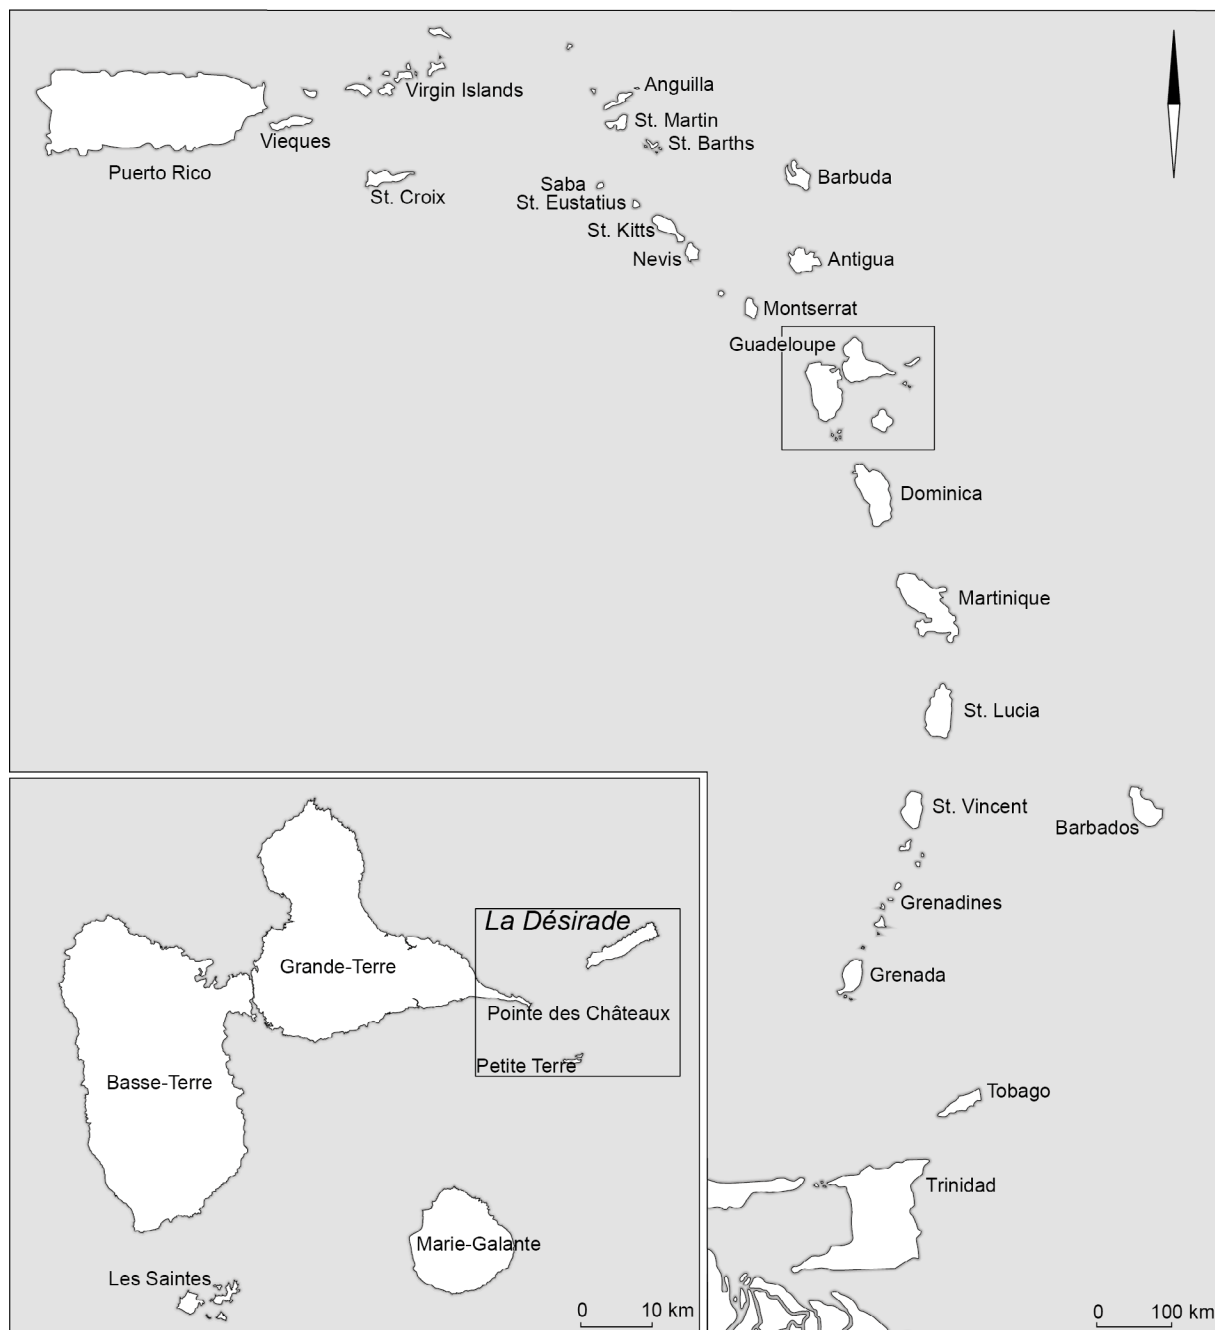 Anguilla
Virgin Islands
St. Martin
Vieques
St. Barths
Puerto Rico
Barbuda
Saba
St. Croix
St. Eustatius
St. Kitts
Nevis
Antigua
Montserrat
Guadeloupe
Dominica
Martinique
St. Lucia
St. Vincent
Barbados
Grenadines
Grenada
Tobago
Trinidad
0 100 km
La Désirade
Grande-Terre
Pointe des Châteaux
Petite Terre
Basse-Terre
Marie-Galante
Les Saintes
0 10 km